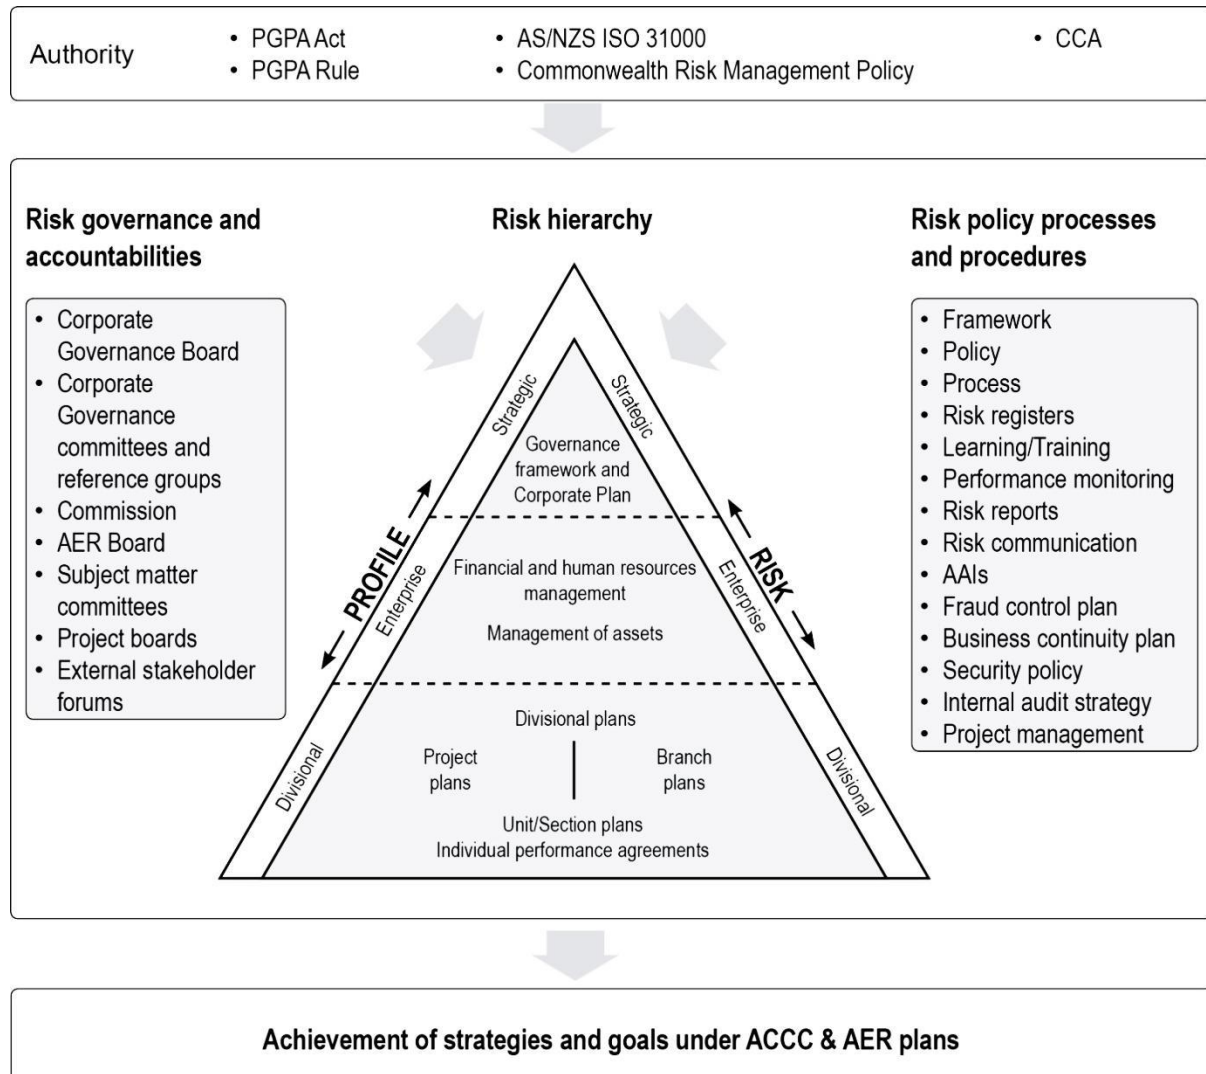 Authority
• PGPA Act
• PGPA Rule
• AS/NZS ISO 31000
• Commonwealth Risk Management Policy
• CCA
Risk governance and
accountabilities
• Corporate
Governance Board
• Corporate
Governance
committees and
reference groups
• Commission
• AER Board
• Subject matter
committees
• Project boards
• External stakeholder
forums
Risk hierarchy
Strategic
Strategic
Governance
framework and
Corporate Plan
PROFILE
RISK
Enterprise
Enterprise
Financial and human resources
management
Management of assets
Divisional
Divisional
Divisional plans
Project
plans
Branch
plans
Unit/Section plans
Individual performance agreements
Risk policy processes
and procedures
• Framework
• Policy
• Process
• Risk registers
• Learning/Training
• Performance monitoring
• Risk reports
• Risk communication
• AAIs
• Fraud control plan
• Business continuity plan
• Security policy
• Internal audit strategy
• Project management
Achievement of strategies and goals under ACCC & AER plans